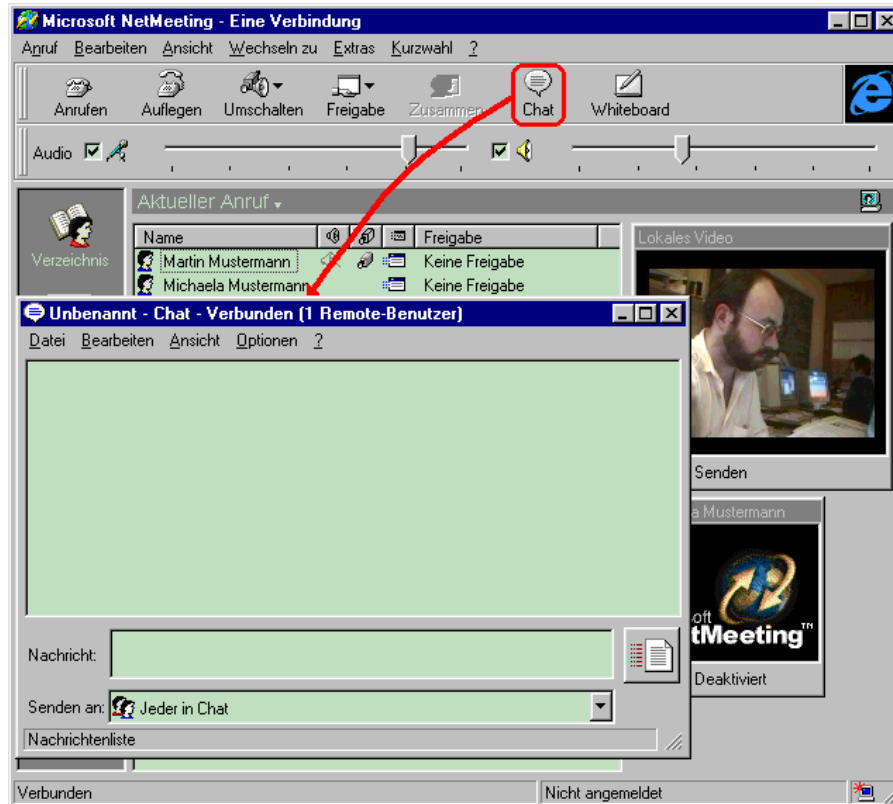 Microsoft NetMeeting - Eine Verbindung
Anruf Bearbeiten Ansicht Wechseln zu Extras Kurzwahl ?
Anrufen Auflegen Umschalten Freigabe Zusammen Chat Whiteboard
Audio
Aktueller Anruf
Verzeichnis
Name Freigabe
Martin Mustermann Keine Freigabe
Michaela Mustermann Keine Freigabe
Lokales Video
Senden
Unbenannt - Chat - Verbunden (1 Remote-Benutzer)
Datei Bearbeiten Ansicht Optionen ?
Nachricht:
Senden an: Jeder in Chat
Nachrichtenliste
a Mustermann
oft
tMeeting™
Deaktiviert
Verbunden Nicht angemeldet